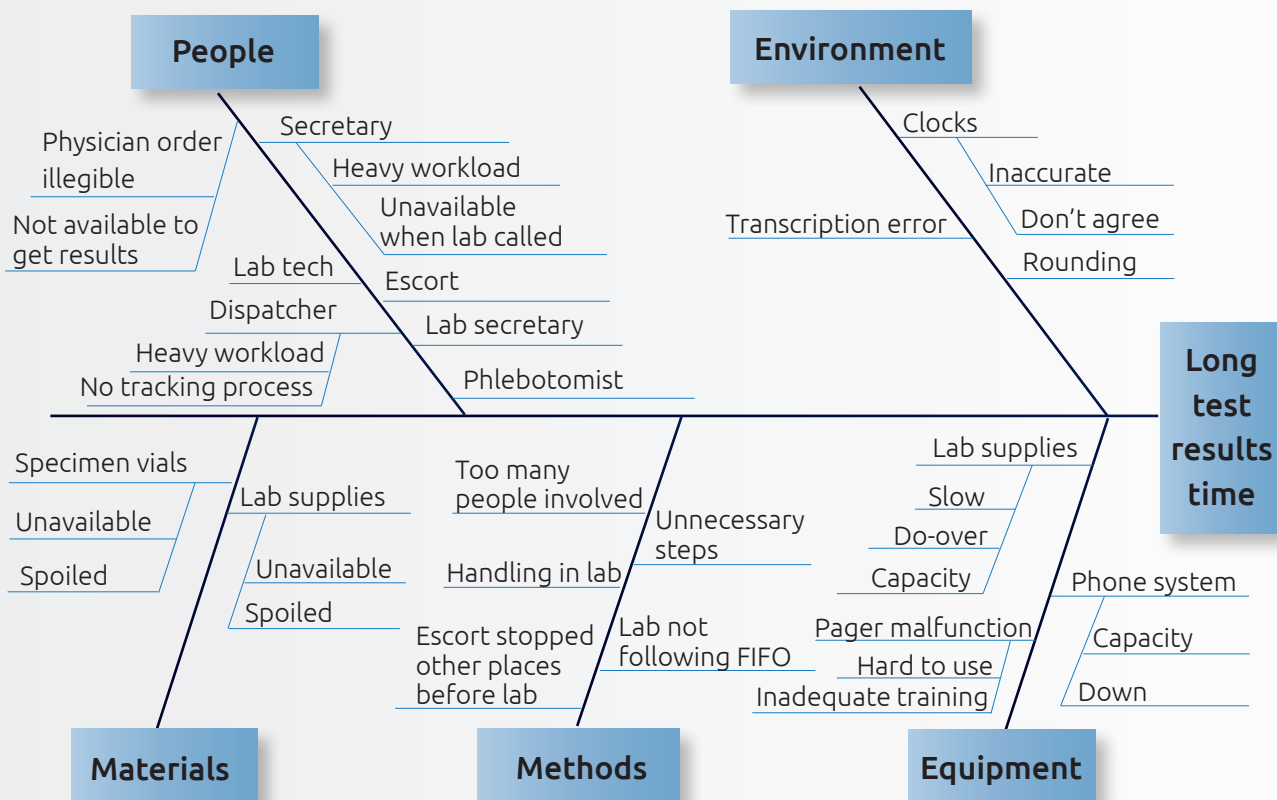 People
Environment
Secretary
Physician order
illegible
Heavy workload
Not available to
get results
Unavailable
when lab called
Lab tech
Escort
Dispatcher
Lab secretary
Heavy workload
No tracking process
Phlebotomist
Clocks
Inaccurate
Transcription error
Don't agree
Rounding
Long
test
results
time
Specimen vials
Unavailable
Spoiled
Lab supplies
Unavailable
Spoiled
Too many
people involved
Unnecessary
steps
Handling in lab
Escort stopped
other places
before lab
Lab not
following FIFO
Lab supplies
Slow
Do-over
Capacity
Phone system
Capacity
Down
Pager malfunction
Hard to use
Inadequate training
Materials
Methods
Equipment